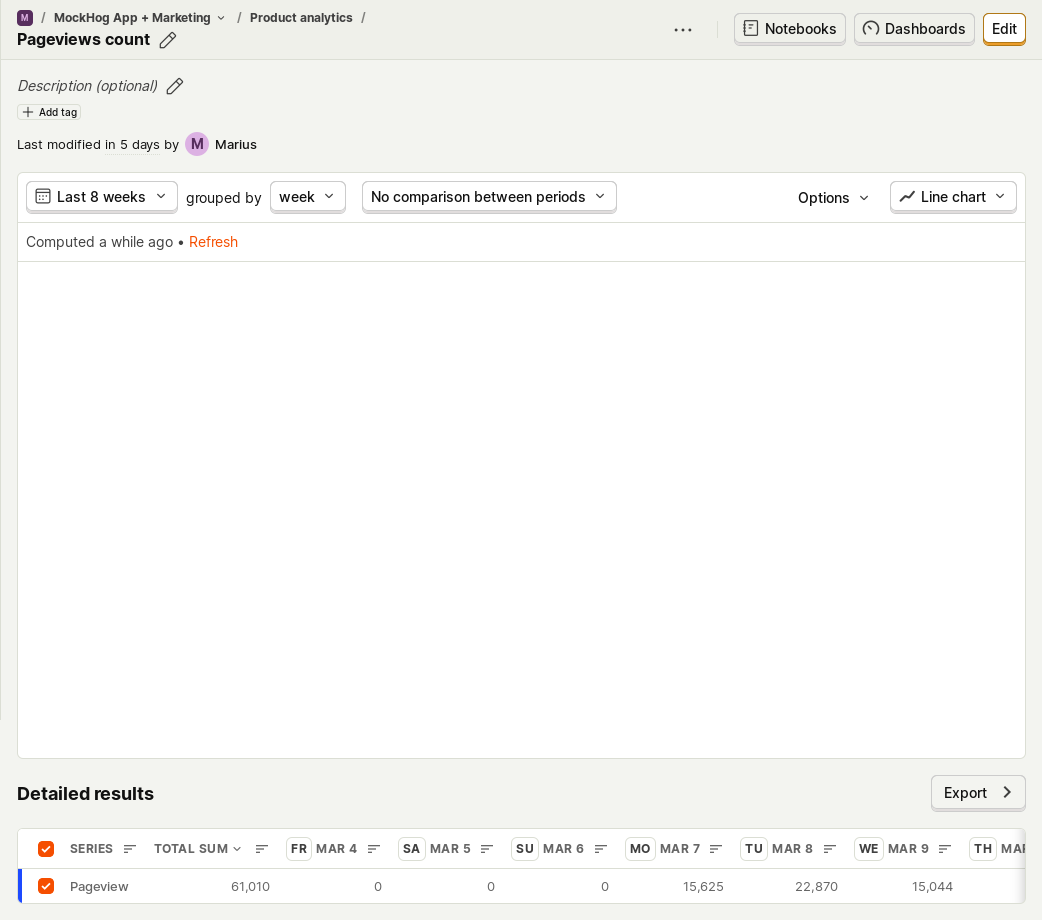 M / MockHog App + Marketing / Product analytics /
Pageviews count
Notebooks
Dashboards
Edit
Description (optional)
Add tag
Last modified in 5 days by M Marius
Last 8 weeks grouped by week No comparison between periods Options Line chart
Computed a while ago • Refresh
Detailed results
Export
SERIES TOTAL SUM FR MAR 4 SA MAR 5 SU MAR 6 MO MAR 7 TU MAR 8 WE MAR 9 TH MAR
Pageview 61,010 0 0 0 15,625 22,870 15,044